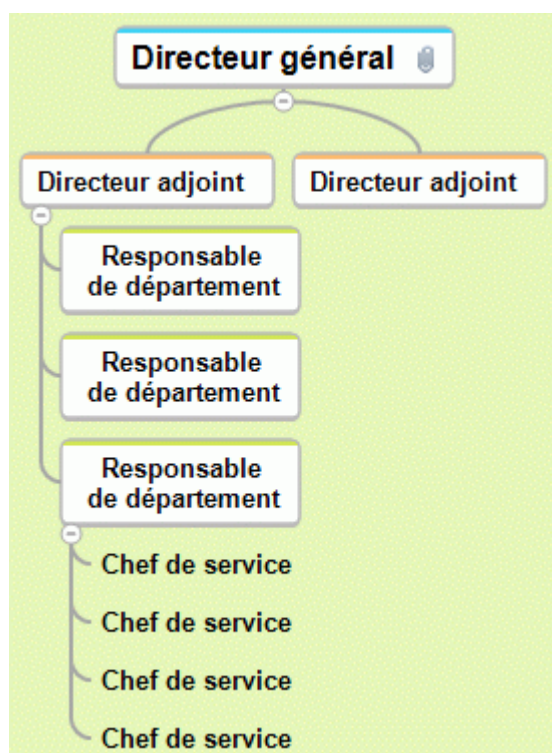 Directeur général
Directeur adjoint
Directeur adjoint
Responsable
de département
Responsable
de département
Responsable
de département
Chef de service
Chef de service
Chef de service
Chef de service